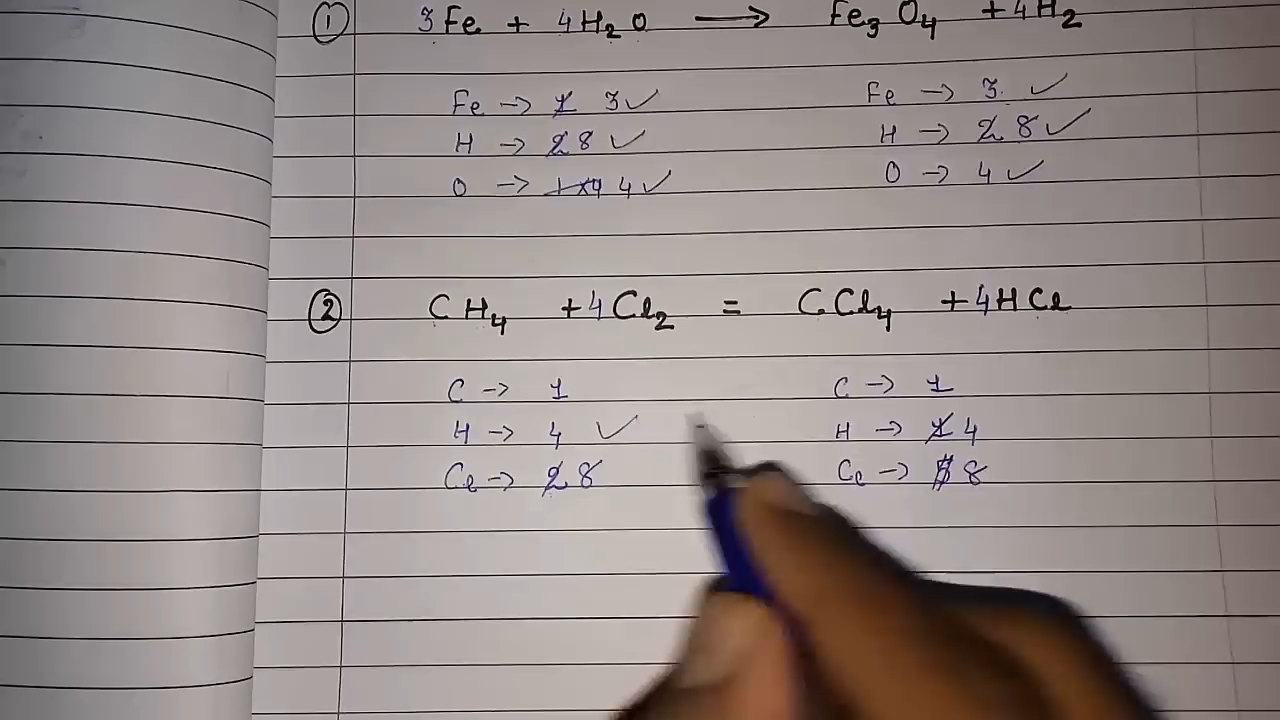 ① 3Fe + 4H₂O → Fe₃O₄ + 4H₂
Fe → 1 3✓ Fe → 3 ✓
H → 2 8 ✓ H → 2 8✓
O → 1×4 4✓ O → 4 ✓
② CH₄ + 4Cl₂ = CCl₄ + 4HCl
C → 1 C → 1
H → 4 ✓ H → 1 4
Cl → 2 8 Cl → 8